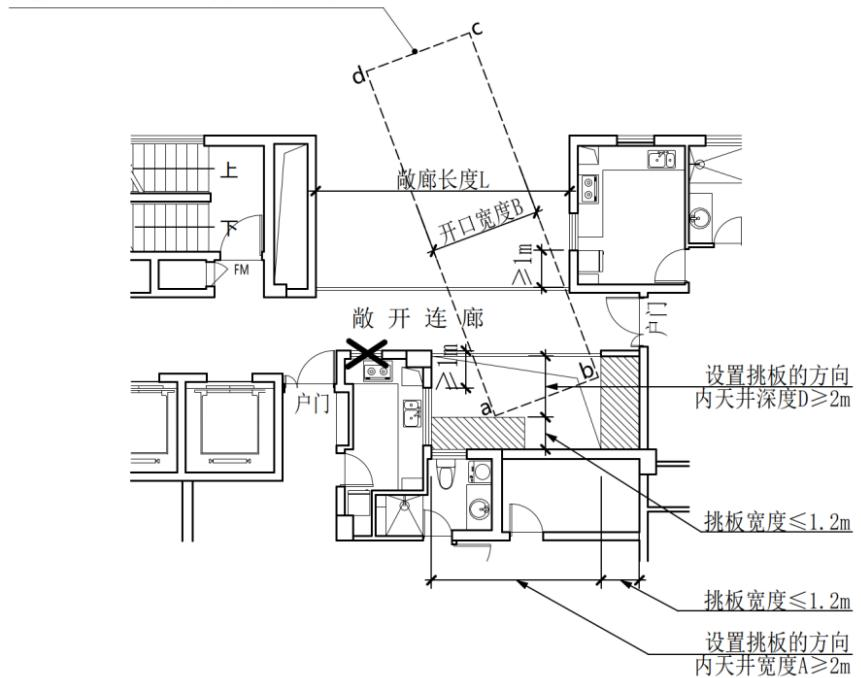 c
d
上
敞廊长度L
下
开口宽度B
≥1m
FM
户门
敞开连廊
≥1m
b
设置挑板的方向
内天井深度D≥2m
a
户门
挑板宽度≤1.2m
挑板宽度≤1.2m
设置挑板的方向
内天井宽度A≥2m